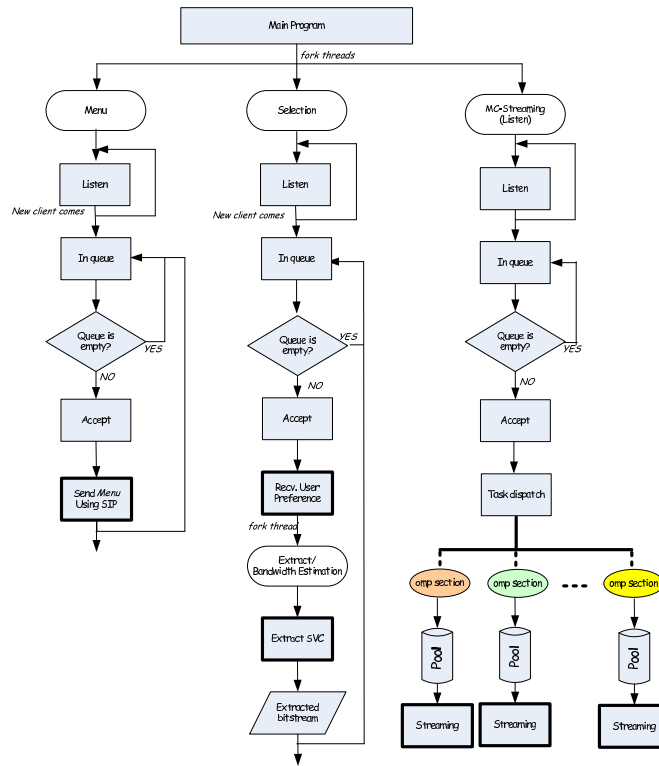 Main Program
fork threads
Menu
Listen
New client comes
In queue
Queue is
empty?
YES
NO
Accept
Send Menu
Using SIP
Selection
Listen
New client comes
In queue
Queue is
empty?
YES
NO
Accept
Recv. User
Preference
fork thread
Extract/
Bandwidth Estimation
Extract SVC
Extracted
bitstream
MC-Streaming
(Listen)
Listen
In queue
Queue is
empty?
YES
NO
Accept
Task dispatch
omp section
omp section
omp section
Pool
Pool
Pool
Streaming
Streaming
Streaming